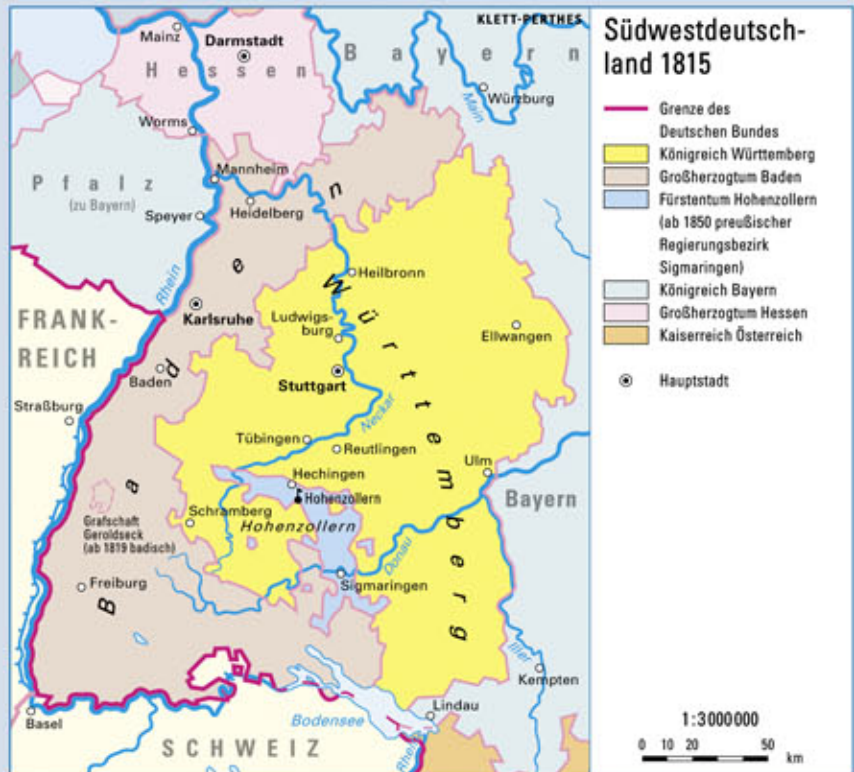 KLETT-PERTHES
Mainz
Darmstadt
Hessen
Bayern
Main
Würzburg
Worms
Mannheim
Pfalz
(zu Bayern)
Speyer
Heidelberg
Rhein
Heilbronn
FRANK-
REICH
Karlsruhe
Ludwigs-
burg
Württemberg
Ellwangen
Baden
Stuttgart
Straßburg
Neckar
Tübingen
Reutlingen
Ulm
Hechingen
Hohenzollern
Bayern
Schramberg
Hohenzollern
Grafschaft
Geroldseck
(ab 1819 badisch)
Donau
Freiburg
Baden
Sigmaringen
Iller
Kempten
Lindau
Basel
Bodensee
SCHWEIZ
Rhein
Südwestdeutsch-
land 1815
Grenze des
Deutschen Bundes
Königreich Württemberg
Großherzogtum Baden
Fürstentum Hohenzollern
(ab 1850 preußischer
Regierungsbezirk
Sigmaringen)
Königreich Bayern
Großherzogtum Hessen
Kaiserreich Österreich
Hauptstadt
1:3000000
0 10 20 50
km